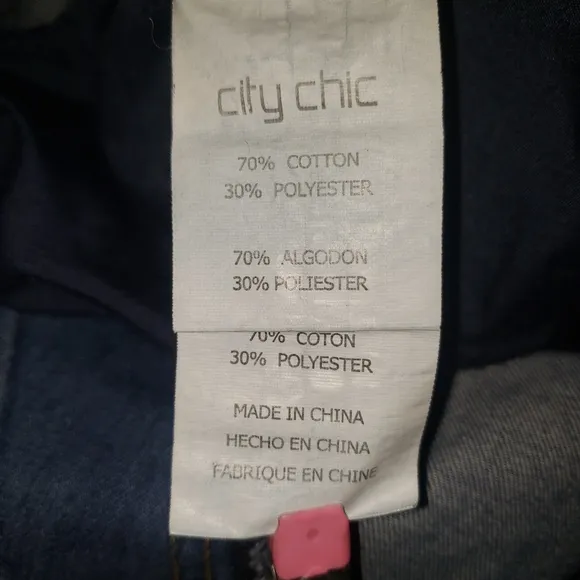 city chic
70% COTTON
30% POLYESTER
70% ALGODON
30% POLIESTER
70% COTON
30% POLYESTER
MADE IN CHINA
HECHO EN CHINA
FABRIQUE EN CHINE